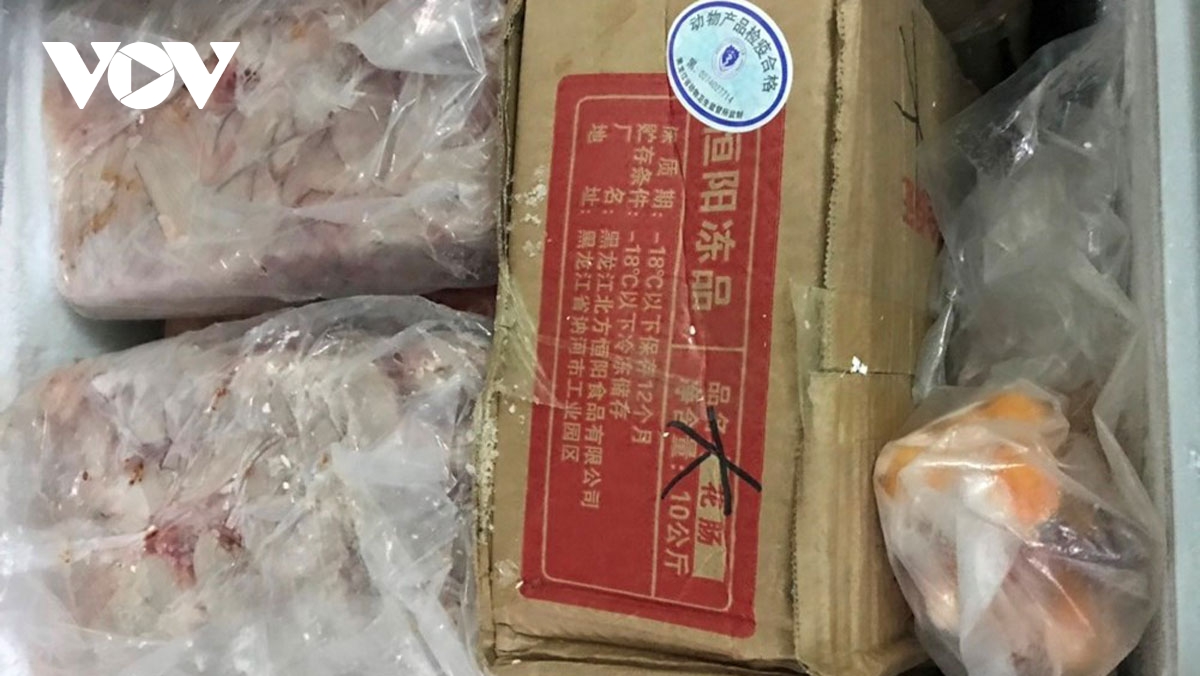 VOV
动物产品检疫合格
黑
恒阳冻品
品名: 花肠
净含量: 10公斤
保质期: -18℃以下保存12个月
贮存条件: -18℃以下冷冻储存
厂名: 黑龙江北方恒阳食品有限公司
地址: 黑龙江省讷河市工业园区